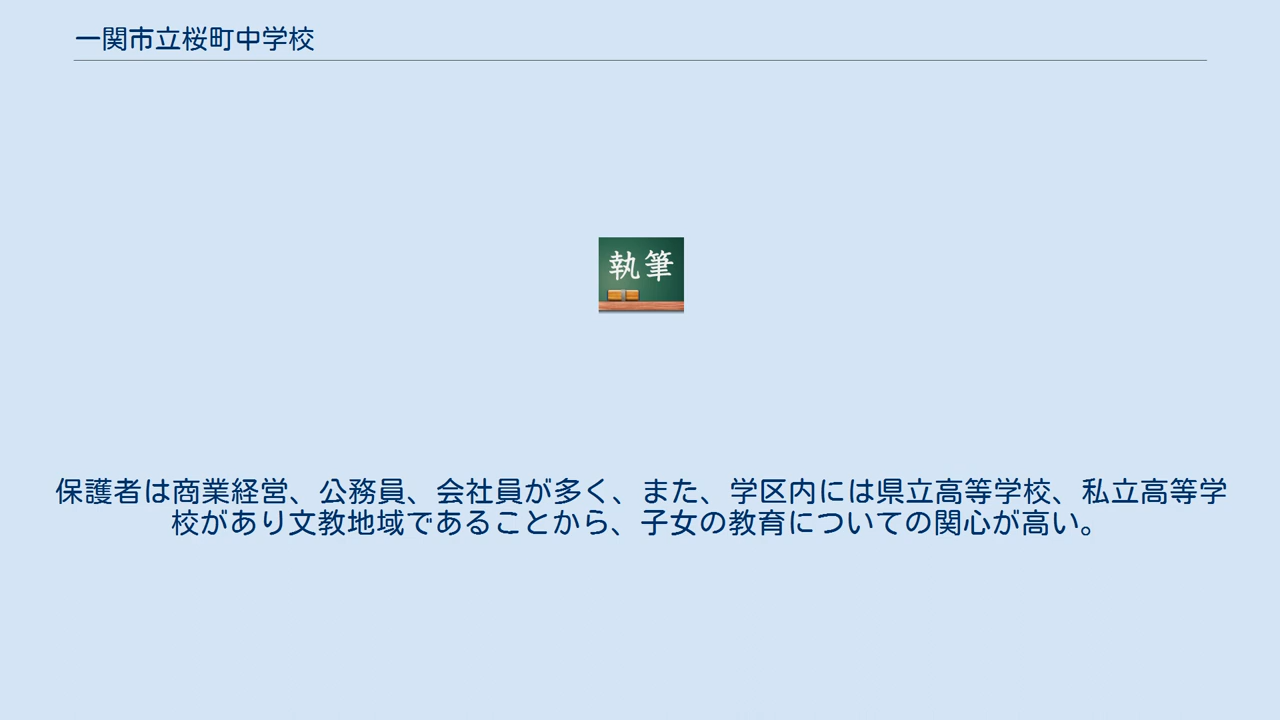 一関市立桜町中学校
執筆
保護者は商業経営、公務員、会社員が多く、また、学区内には県立高等学校、私立高等学
校があり文教地域であることから、子女の教育についての関心が高い。